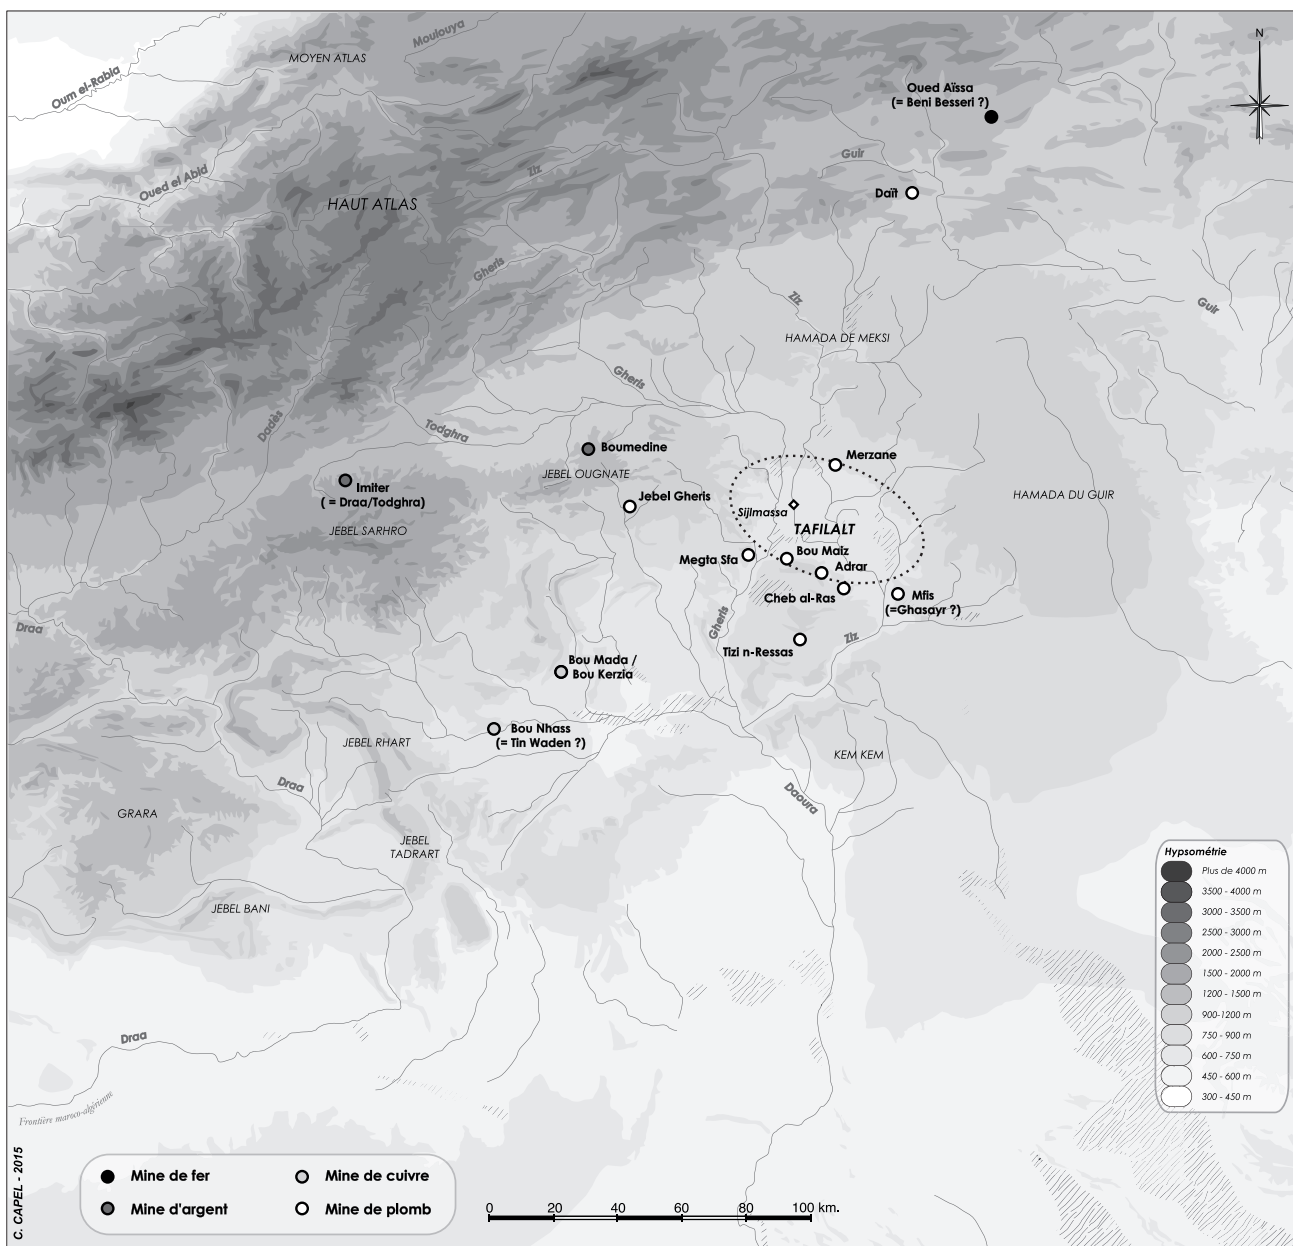 Moulouya
N
MOYEN ATLAS
Oum el-Rabia
Oued Aïssa
(= Beni Besseri ?)
Guir
Ziz
Oued el Abid
Daït
HAUT ATLAS
Gheris
Ziz
Guir
HAMADA DE MEKSI
Gheris
Dadès
Todghra
Boumedine
Merzane
JEBEL OUGNATE
Imiter
( = Draa/Todghra)
Jebel Gheris
HAMADA DU GUIR
Sijlmassa
TAFILALT
JEBEL SARHRO
Bou Maiz
Megta Sfa
Adrar
Cheb al-Ras
Mfis
(=Ghasayr ?)
Gheris
Draa
Ziz
Tizi n-Ressas
Bou Mada /
Bou Kerzia
Bou Nhass
(= Tin Waden ?)
JEBEL RHART
KEM KEM
Draa
Daoura
GRARA
JEBEL
TADRART
JEBEL BANI
Hypsométrie
Plus de 4000 m
3500 - 4000 m
3000 - 3500 m
2500 - 3000 m
2000 - 2500 m
1500 - 2000 m
1200 - 1500 m
900-1200 m
750 - 900 m
600 - 750 m
450 - 600 m
300 - 450 m
Draa
Frontière maroco-algérienne
C. CAPEL - 2015
Mine de fer
Mine de cuivre
Mine d'argent
Mine de plomb
0 20 40 60 80 100 km.